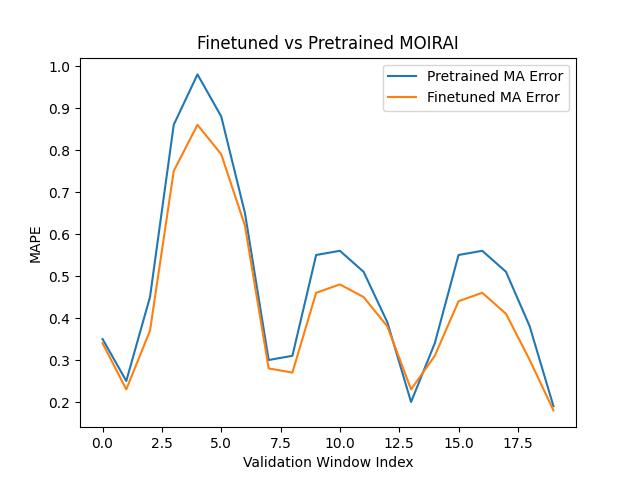 Finetuned vs Pretrained MOIRAI
Pretrained MA Error
Finetuned MA Error
MAPE
1.0
0.9
0.8
0.7
0.6
0.5
0.4
0.3
0.2
0.0 2.5 5.0 7.5 10.0 12.5 15.0 17.5
Validation Window Index